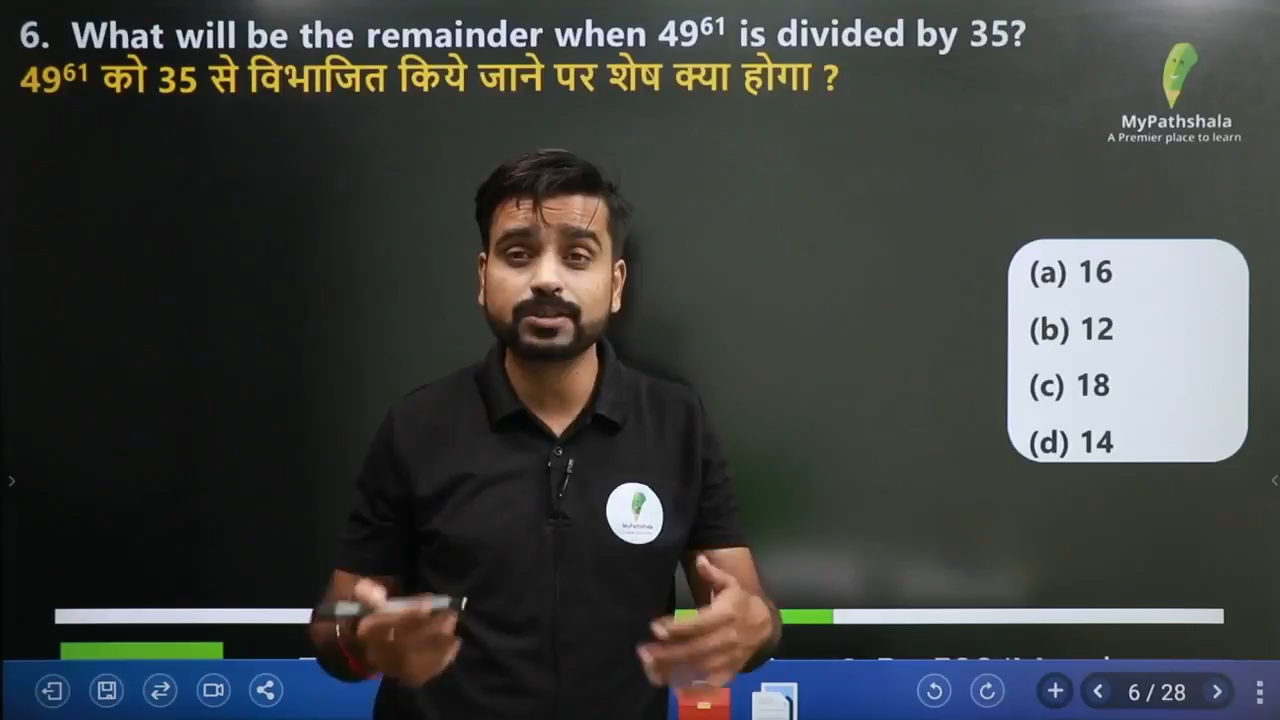 6. What will be the remainder when 49⁶¹ is divided by 35?
49⁶¹ को 35 से विभाजित किये जाने पर शेष क्या होगा ?
MyPathshala
A Premier place to learn
(a) 16
(b) 12
(c) 18
(d) 14
MyPathshala
6 / 28